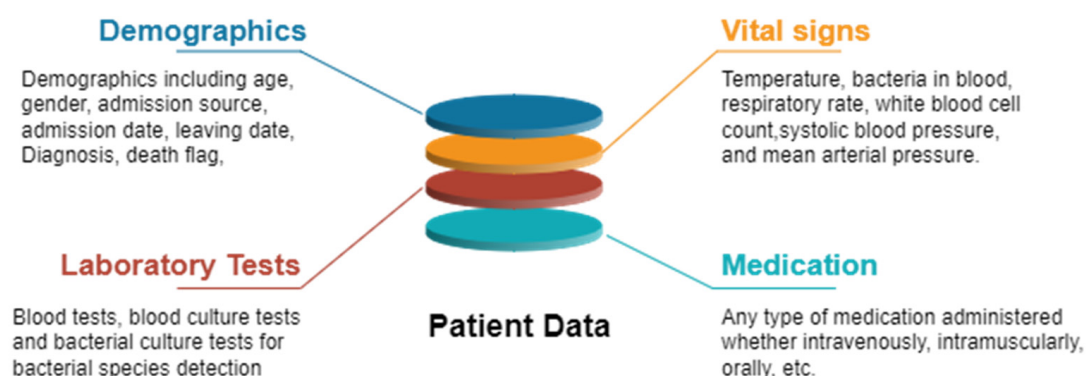 Demographics
Demographics including age,
gender, admission source,
admission date, leaving date,
Diagnosis, death flag,
Vital signs
Temperature, bacteria in blood,
respiratory rate, white blood cell
count,systolic blood pressure,
and mean arterial pressure.
Laboratory Tests
Blood tests, blood culture tests
and bacterial culture tests for
bacterial species detection
Patient Data
Medication
Any type of medication administered
whether intravenously, intramuscularly,
orally, etc.